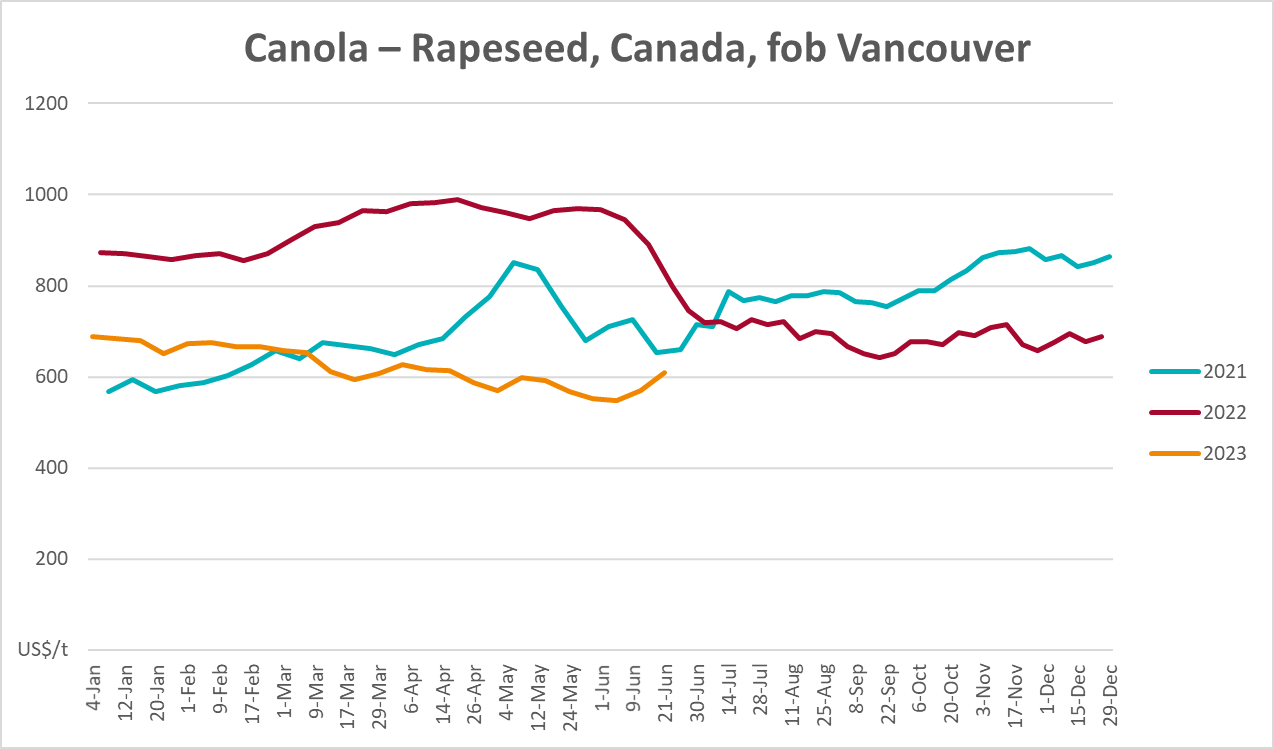 Canola – Rapeseed, Canada, fob Vancouver
1200
1000
800
600
400
200
US$/t
2021
2022
2023
4-Jan
12-Jan
20-Jan
1-Feb
9-Feb
17-Feb
1-Mar
9-Mar
17-Mar
29-Mar
6-Apr
14-Apr
26-Apr
4-May
12-May
24-May
1-Jun
9-Jun
21-Jun
30-Jun
14-Jul
28-Jul
11-Aug
25-Aug
8-Sep
22-Sep
6-Oct
20-Oct
3-Nov
17-Nov
1-Dec
15-Dec
29-Dec